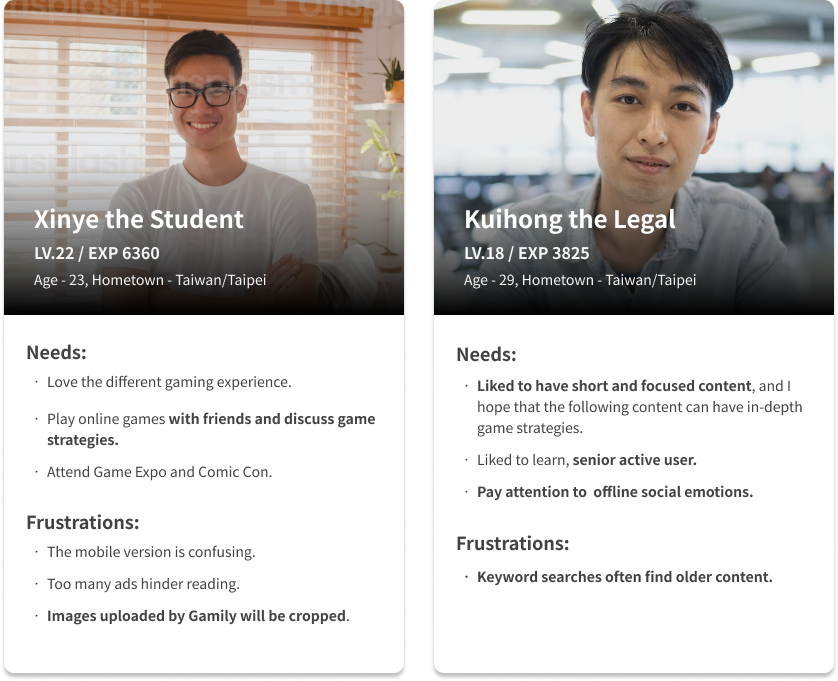 Unsplash+
Xinye the Student
LV.22 / EXP 6360
Age - 23, Hometown - Taiwan/Taipei
Needs:
· Love the different gaming experience.
· Play online games with friends and discuss game
strategies.
· Attend Game Expo and Comic Con.
Frustrations:
· The mobile version is confusing.
· Too many ads hinder reading.
· Images uploaded by Gamily will be cropped.
Kuihong the Legal
LV.18 / EXP 3825
Age - 29, Hometown - Taiwan/Taipei
Needs:
· Liked to have short and focused content, and I
hope that the following content can have in-depth
game strategies.
· Liked to learn, senior active user.
· Pay attention to  offline social emotions.
Frustrations:
· Keyword searches often find older content.